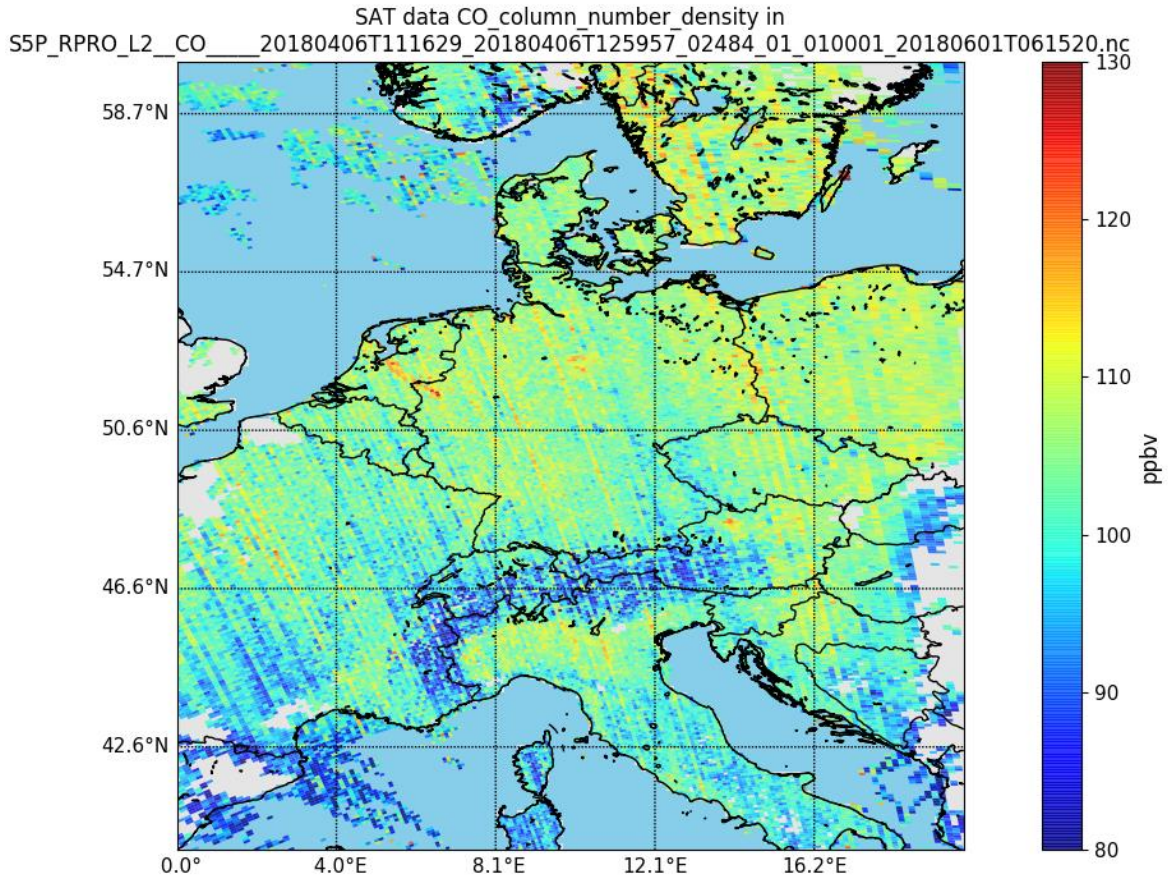 SAT data CO_column_number_density in
S5P_RPRO_L2__CO_____20180406T111629_20180406T125957_02484_01_010001_20180601T061520.nc
130
58.7°N
120
54.7°N
110
50.6°N
ppbv
100
46.6°N
90
42.6°N
80
0.0
4.0°E
8.1°E
12.1°E
16.2°E